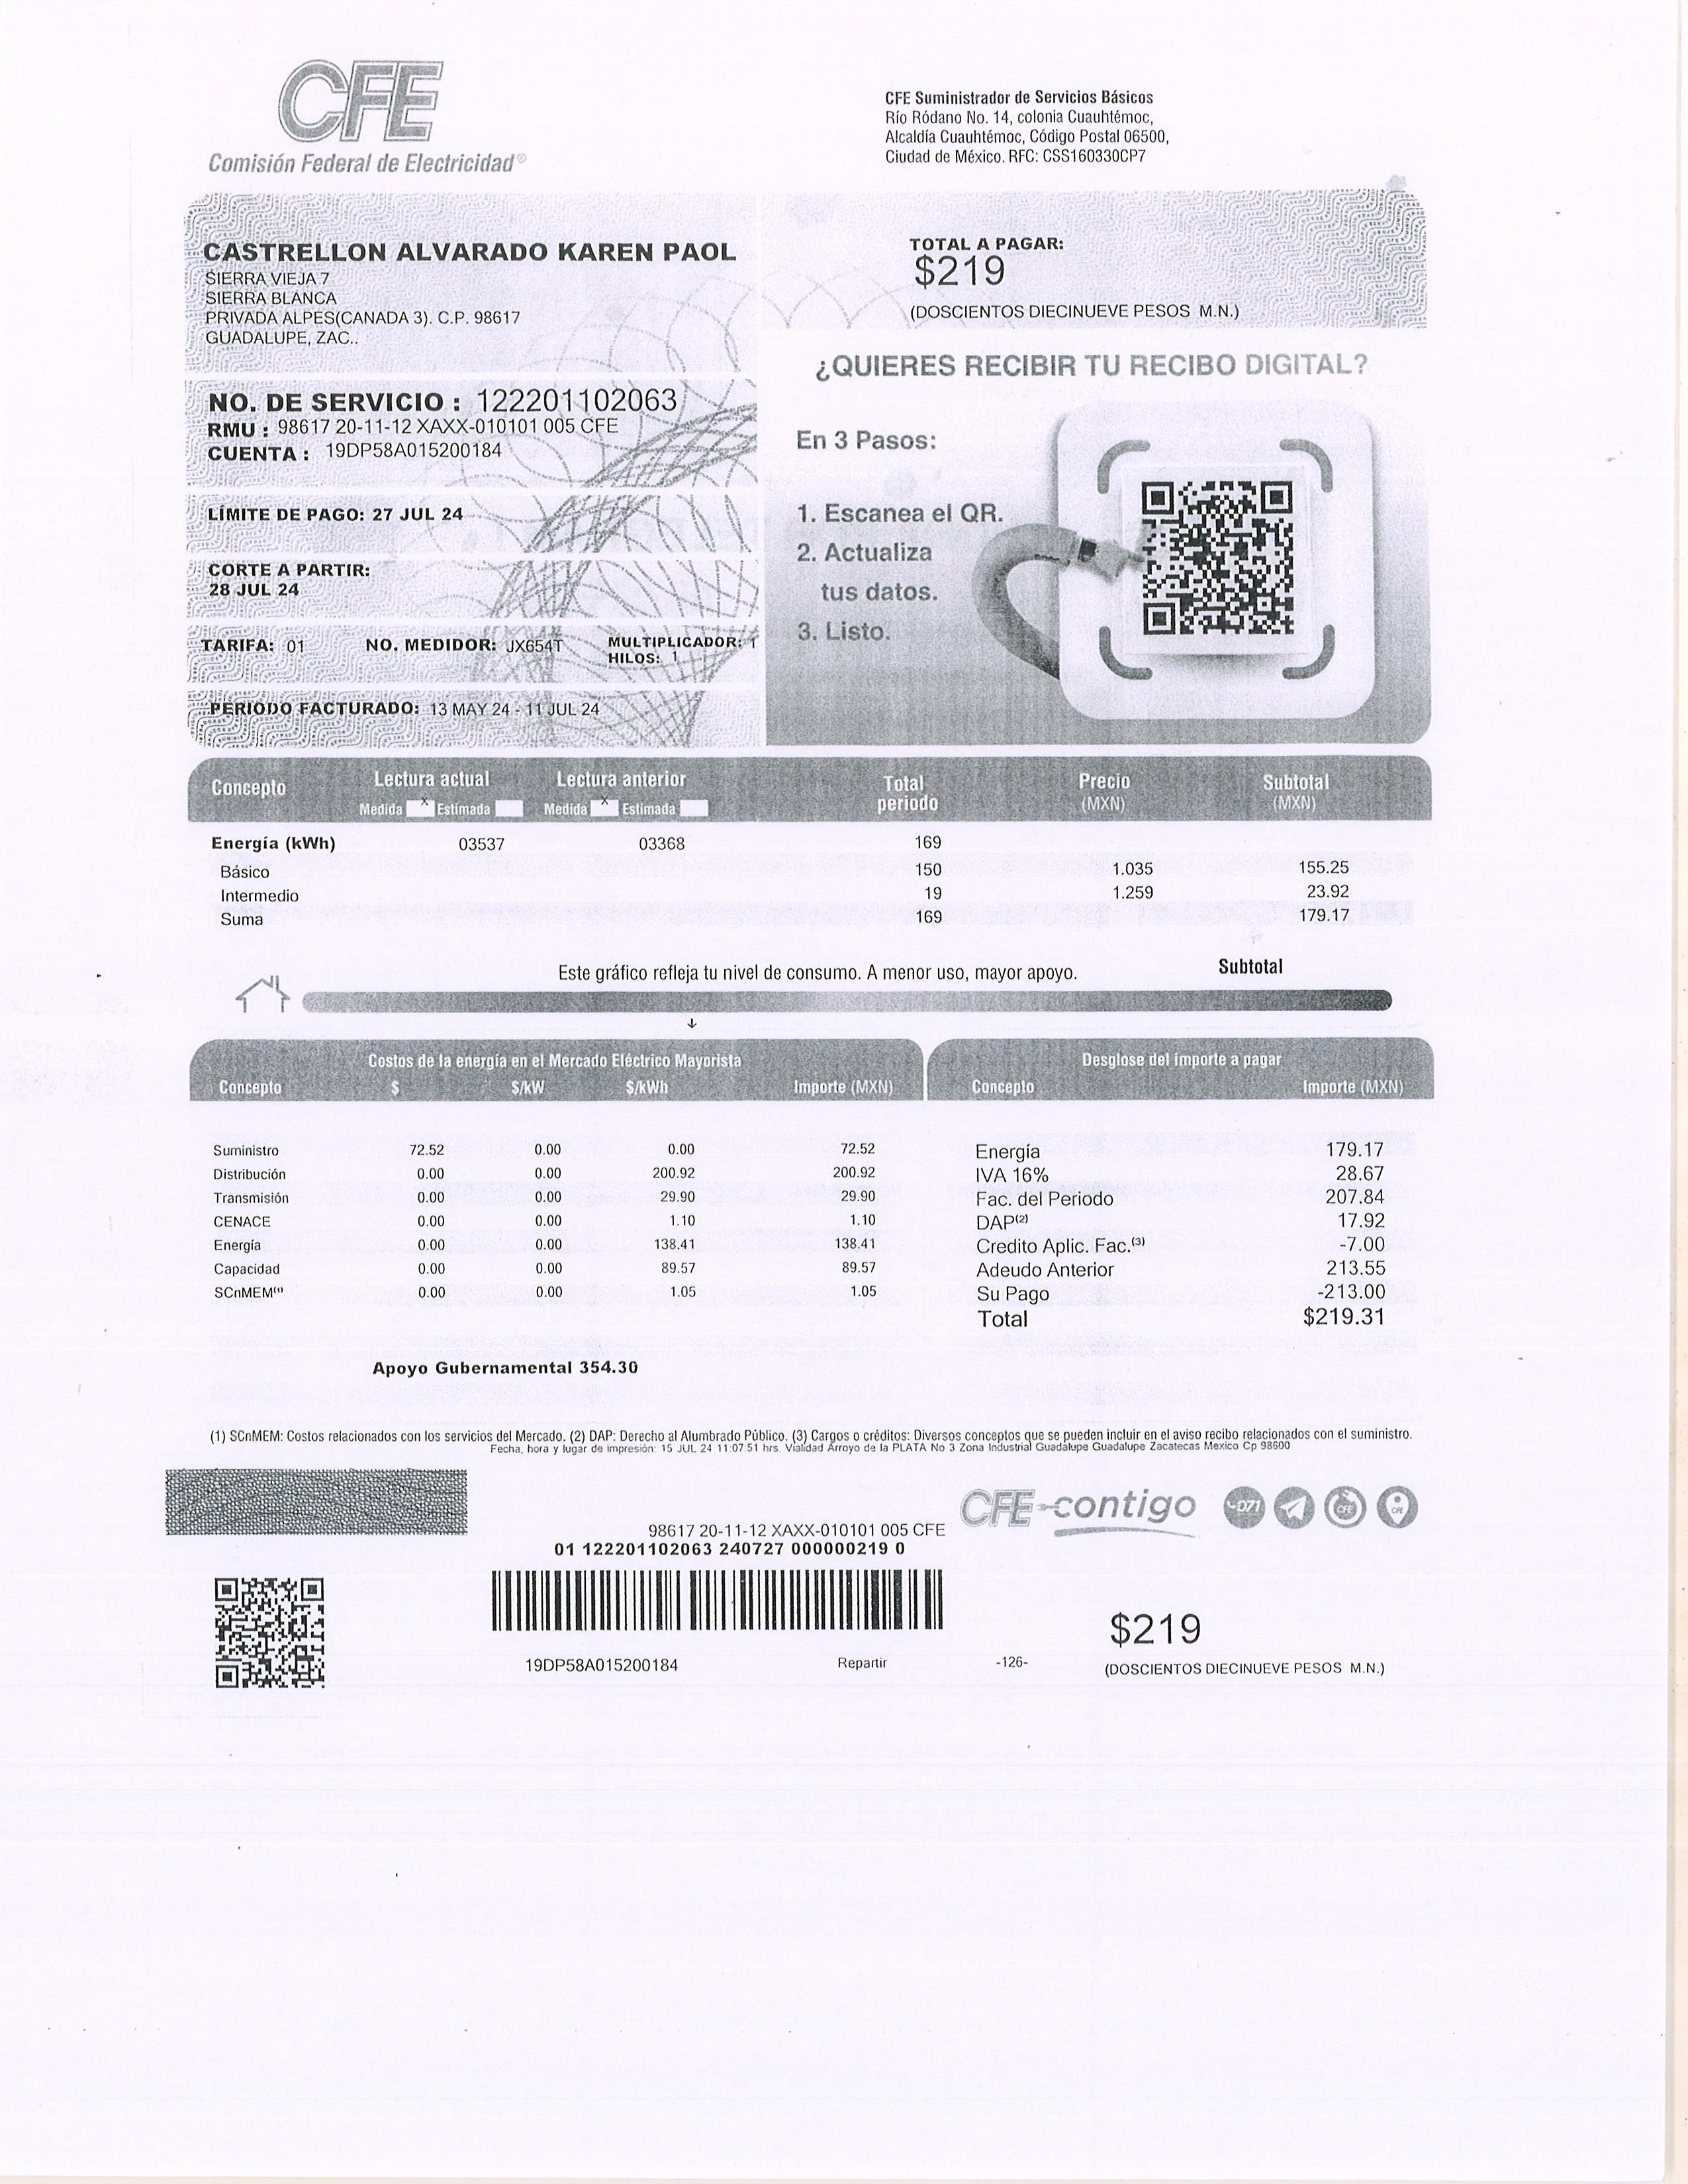 CFE
Comisión Federal de Electricidad®
CFE Suministrador de Servicios Básicos
Río Ródano No. 14, colonia Cuauhtémoc,
Alcaldía Cuauhtémoc, Código Postal 06500,
Ciudad de México. RFC: CSS160330CP7
CASTRELLON ALVARADO KAREN PAOL
SIERRA VIEJA 7
SIERRA BLANCA
PRIVADA ALPES(CANADA 3). C.P. 98617
GUADALUPE, ZAC..
TOTAL A PAGAR:
$219
(DOSCIENTOS DIECINUEVE PESOS M.N.)
NO. DE SERVICIO : 122201102063
RMU : 98617 20-11-12 XAXX-010101 005 CFE
CUENTA : 19DP58A015200184
LÍMITE DE PAGO: 27 JUL 24
CORTE A PARTIR:
28 JUL 24
TARIFA: 01 NO. MEDIDOR: JX654T MULTIPLICADOR: 1
HILOS: 1
PERIODO FACTURADO: 13 MAY 24 - 11 JUL 24
¿QUIERES RECIBIR TU RECIBO DIGITAL?
En 3 Pasos:
1. Escanea el QR.
2. Actualiza
tus datos.
3. Listo.
Concepto Lectura actual Lectura anterior Total periodo Precio (MXN) Subtotal (MXN)
Medida X Estimada Medida X Estimada
Energía (kWh) 03537 03368 169
Básico 150 1.035 155.25
Intermedio 19 1.259 23.92
Suma 169 179.17
Este gráfico refleja tu nivel de consumo. A menor uso, mayor apoyo. Subtotal
Costos de la energía en el Mercado Eléctrico Mayorista
Concepto $ $/kW $/kWh Importe (MXN)
Suministro 72.52 0.00 0.00 72.52
Distribución 0.00 0.00 200.92 200.92
Transmisión 0.00 0.00 29.90 29.90
CENACE 0.00 0.00 1.10 1.10
Energía 0.00 0.00 138.41 138.41
Capacidad 0.00 0.00 89.57 89.57
SCnMEM(1) 0.00 0.00 1.05 1.05
Apoyo Gubernamental 354.30
Desglose del importe a pagar
Concepto Importe (MXN)
Energía 179.17
IVA 16% 28.67
Fac. del Periodo 207.84
DAP(2) 17.92
Credito Aplic. Fac.(3) -7.00
Adeudo Anterior 213.55
Su Pago -213.00
Total $219.31
(1) SCnMEM: Costos relacionados con los servicios del Mercado. (2) DAP: Derecho al Alumbrado Público. (3) Cargos o créditos: Diversos conceptos que se pueden incluir en el aviso recibo relacionados con el suministro.
Fecha, hora y lugar de impresión: 15 JUL 24 11:07:51 hrs. Vialidad Arroyo de la PLATA No 3 Zona Industrial Guadalupe Guadalupe Zacatecas Mexico Cp 98600
CFE contigo
071
CFE
CFE
98617 20-11-12 XAXX-010101 005 CFE
01 122201102063 240727 000000219 0
19DP58A015200184 Repartir -126-
$219
(DOSCIENTOS DIECINUEVE PESOS M.N.)